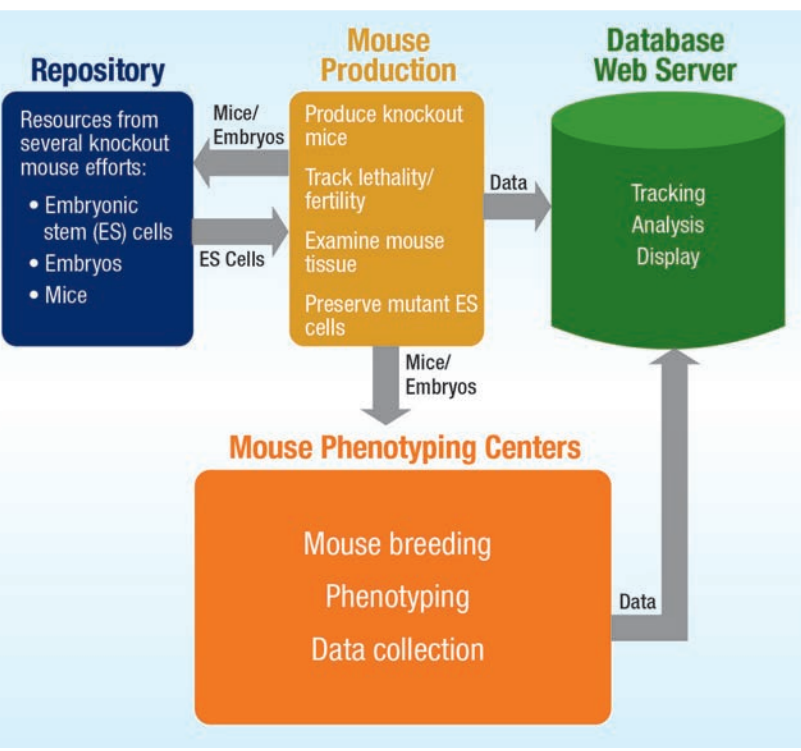 Repository
Resources from
several knockout
mouse efforts:
• Embryonic
stem (ES) cells
• Embryos
• Mice
Mice/
Embryos
ES Cells
Mouse
Production
Produce knockout
mice
Track lethality/
fertility
Examine mouse
tissue
Preserve mutant ES
cells
Data
Database
Web Server
Tracking
Analysis
Display
Mice/
Embryos
Mouse Phenotyping Centers
Mouse breeding
Phenotyping
Data collection
Data